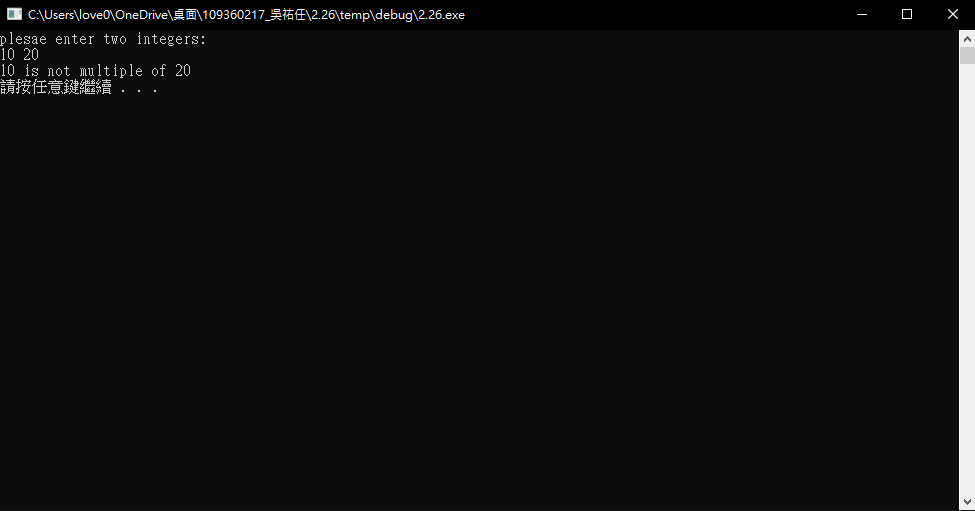 C:\Users\love0\OneDrive\桌面\109360217_吳祐任\2.26\temp\debug\2.26.exe
plesae enter two integers:
10 20
10 is not multiple of 20
請按任意鍵繼續 . . .